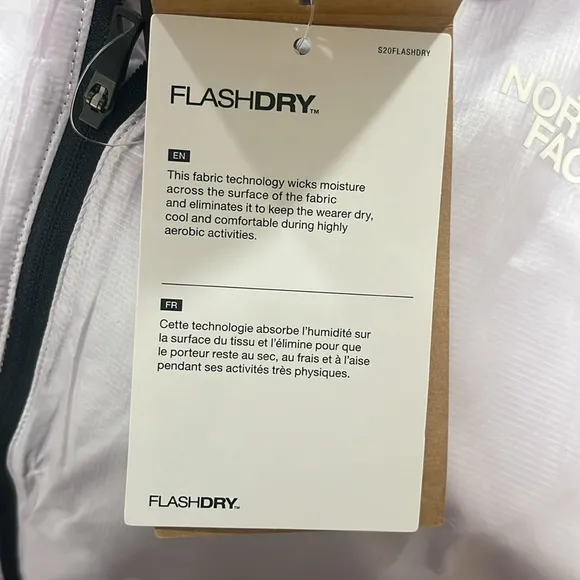 S20FLASHDRY
FLASHDRY™
NOR
FAC
EN
This fabric technology wicks moisture
across the surface of the fabric
and eliminates it to keep the wearer dry,
cool and comfortable during highly
aerobic activities.
FR
Cette technologie absorbe l'humidité sur
la surface du tissu et l'élimine pour que
le porteur reste au sec, au frais et à l'aise
pendant ses activités très physiques.
FLASHDRY™